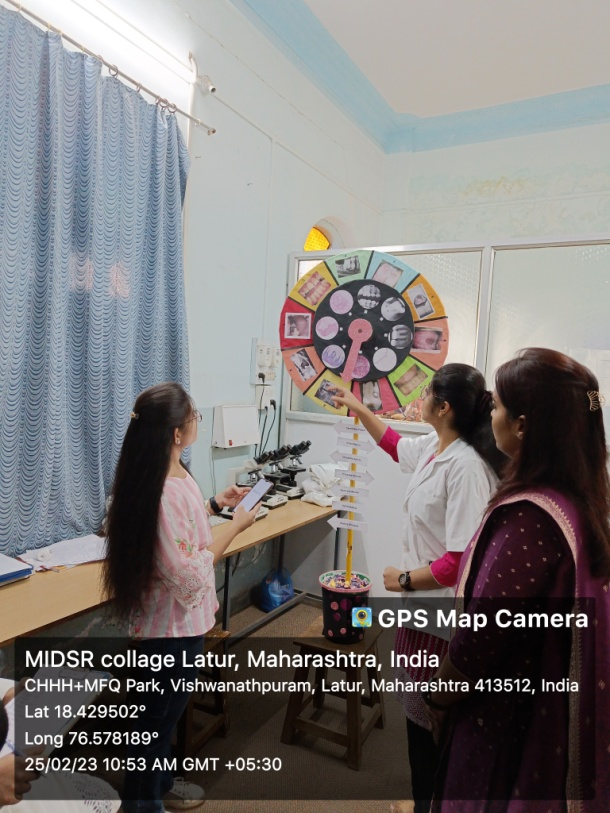 GPS Map Camera
MIDSR collage Latur, Maharashtra, India
CHHH+MFQ Park, Vishwanathpuram, Latur, Maharashtra 413512, India
Lat 18.429502°
Long 76.578189°
25/02/23 10:53 AM GMT +05:30